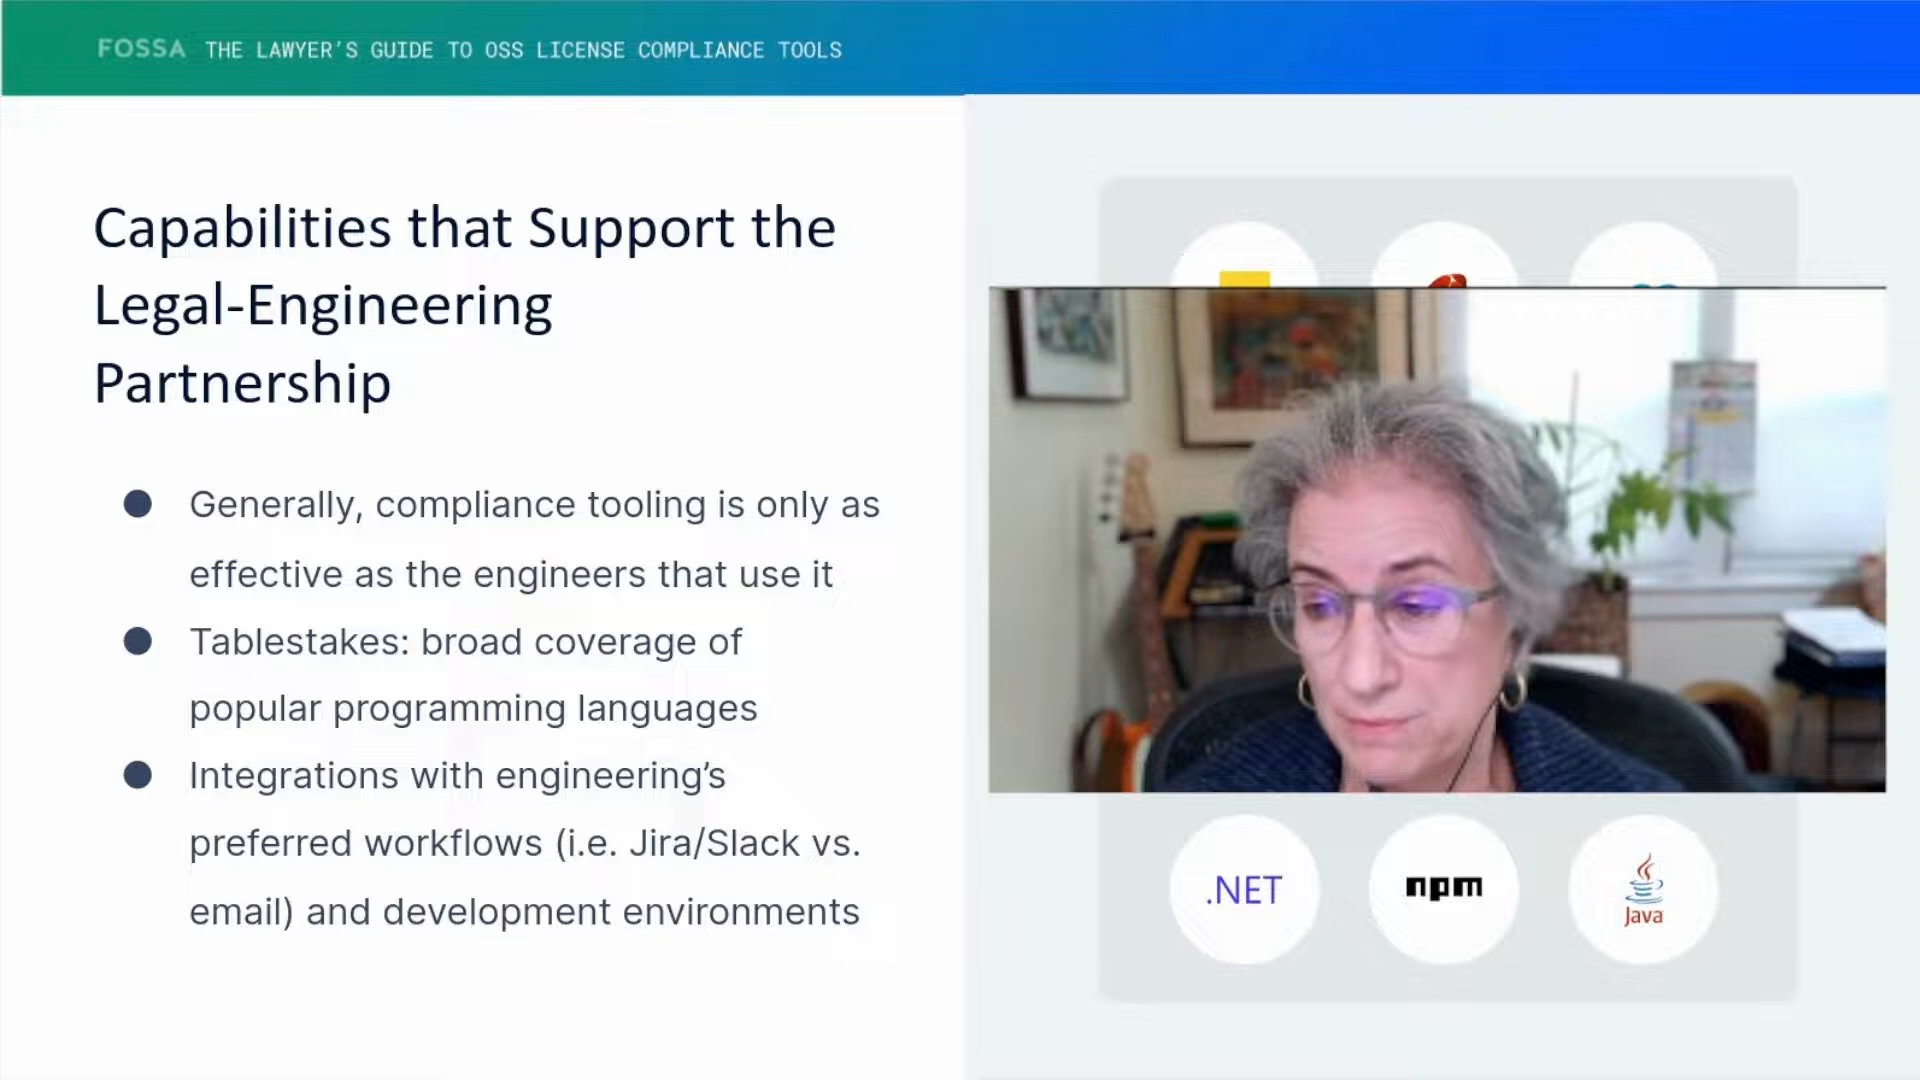 FOSSA THE LAWYER’S GUIDE TO OSS LICENSE COMPLIANCE TOOLS
Capabilities that Support the
Legal-Engineering
Partnership
Generally, compliance tooling is only as
effective as the engineers that use it
Tablestakes: broad coverage of
popular programming languages
Integrations with engineering’s
preferred workflows (i.e. Jira/Slack vs.
email) and development environments
.NET
npm
Java